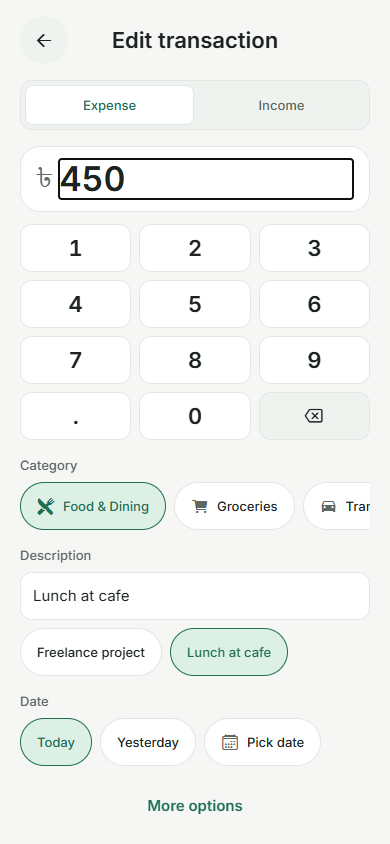 Edit transaction
Expense Income
৳ 450
1 2 3
4 5 6
7 8 9
. 0
Category
Food & Dining Groceries Tran
Description
Lunch at cafe
Freelance project Lunch at cafe
Date
Today Yesterday Pick date
More options